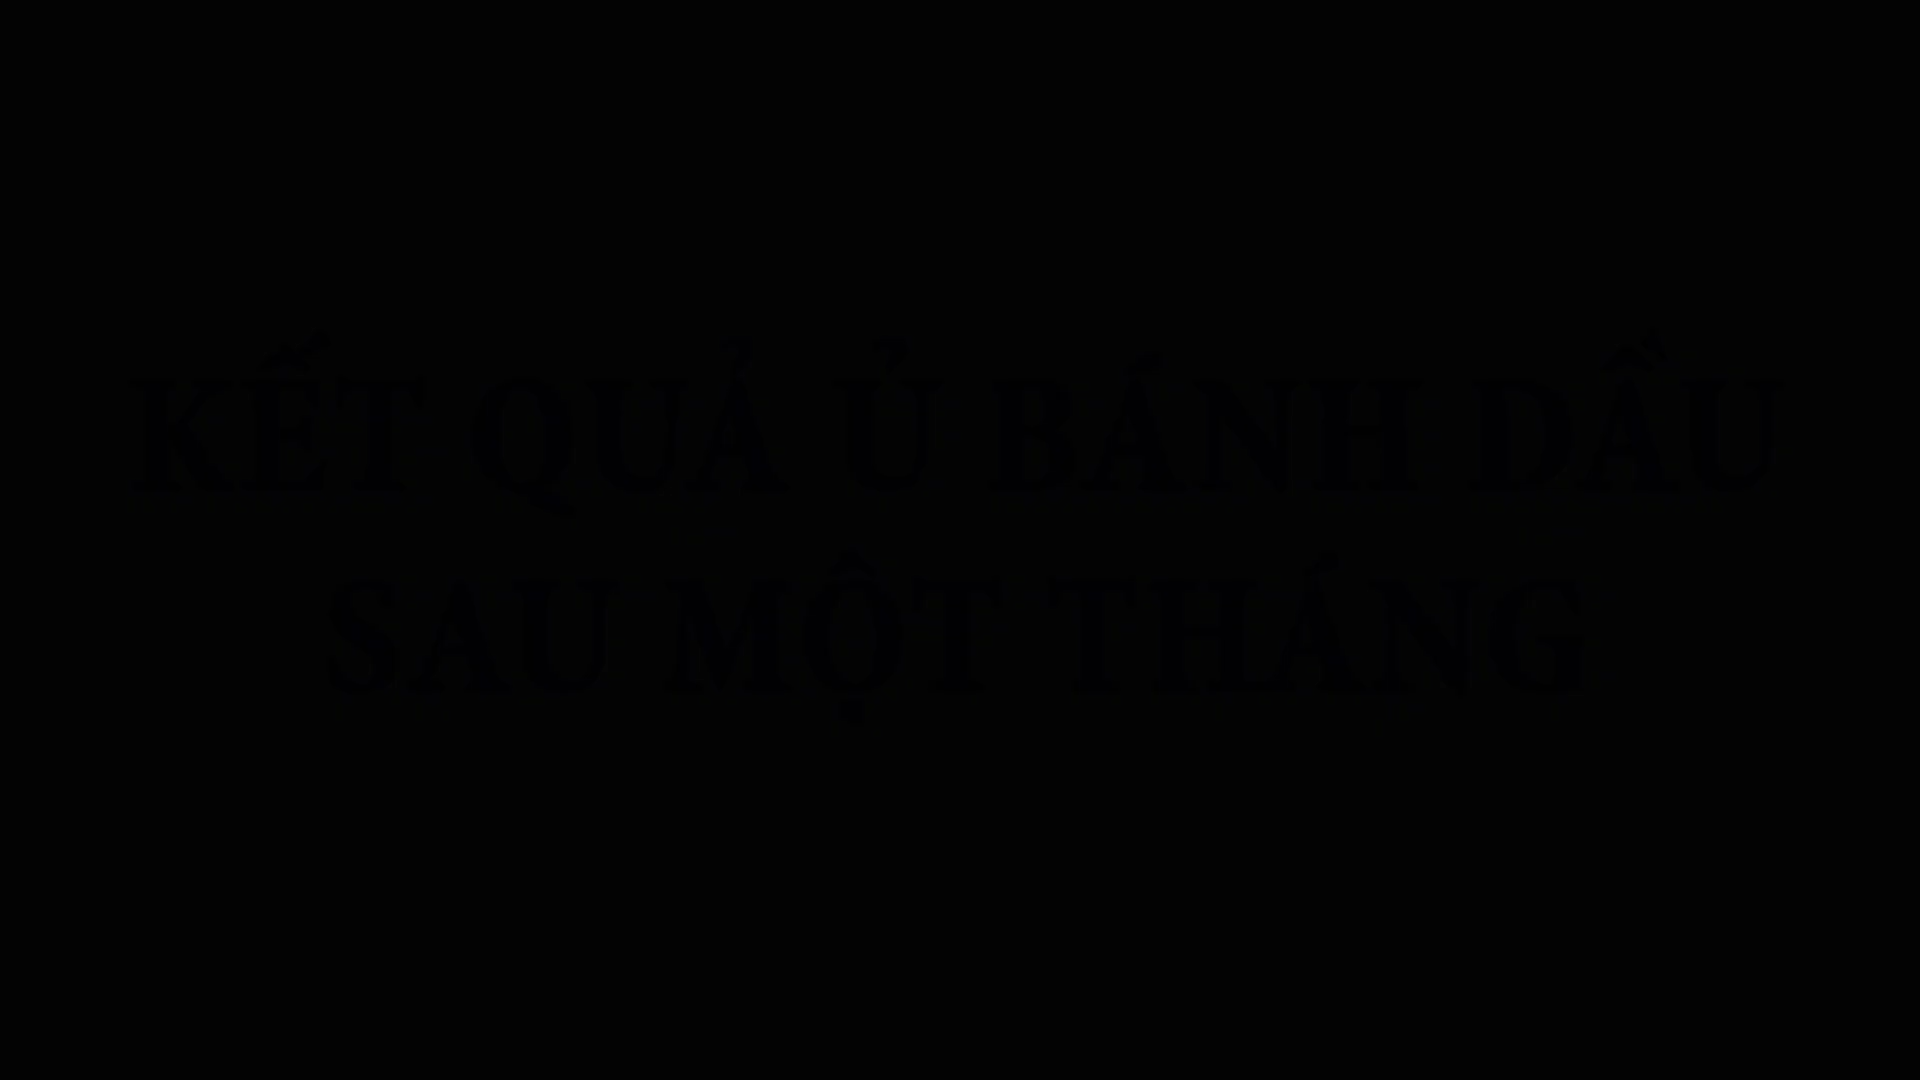 KẾT QUẢ Ủ BÁNH DẦU
SAU MỘT THÁNG